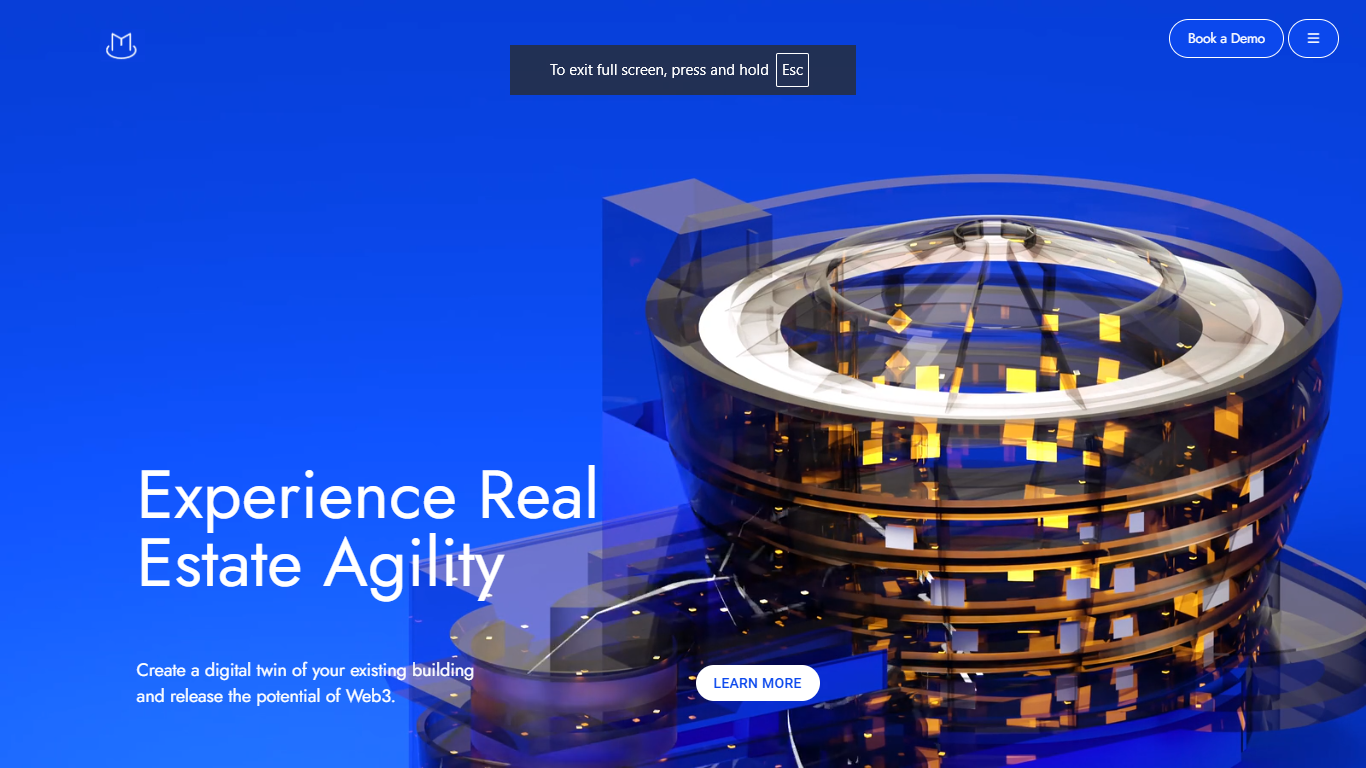 Book a Demo
To exit full screen, press and hold Esc
Experience Real
Estate Agility
Create a digital twin of your existing building
and release the potential of Web3.
LEARN MORE